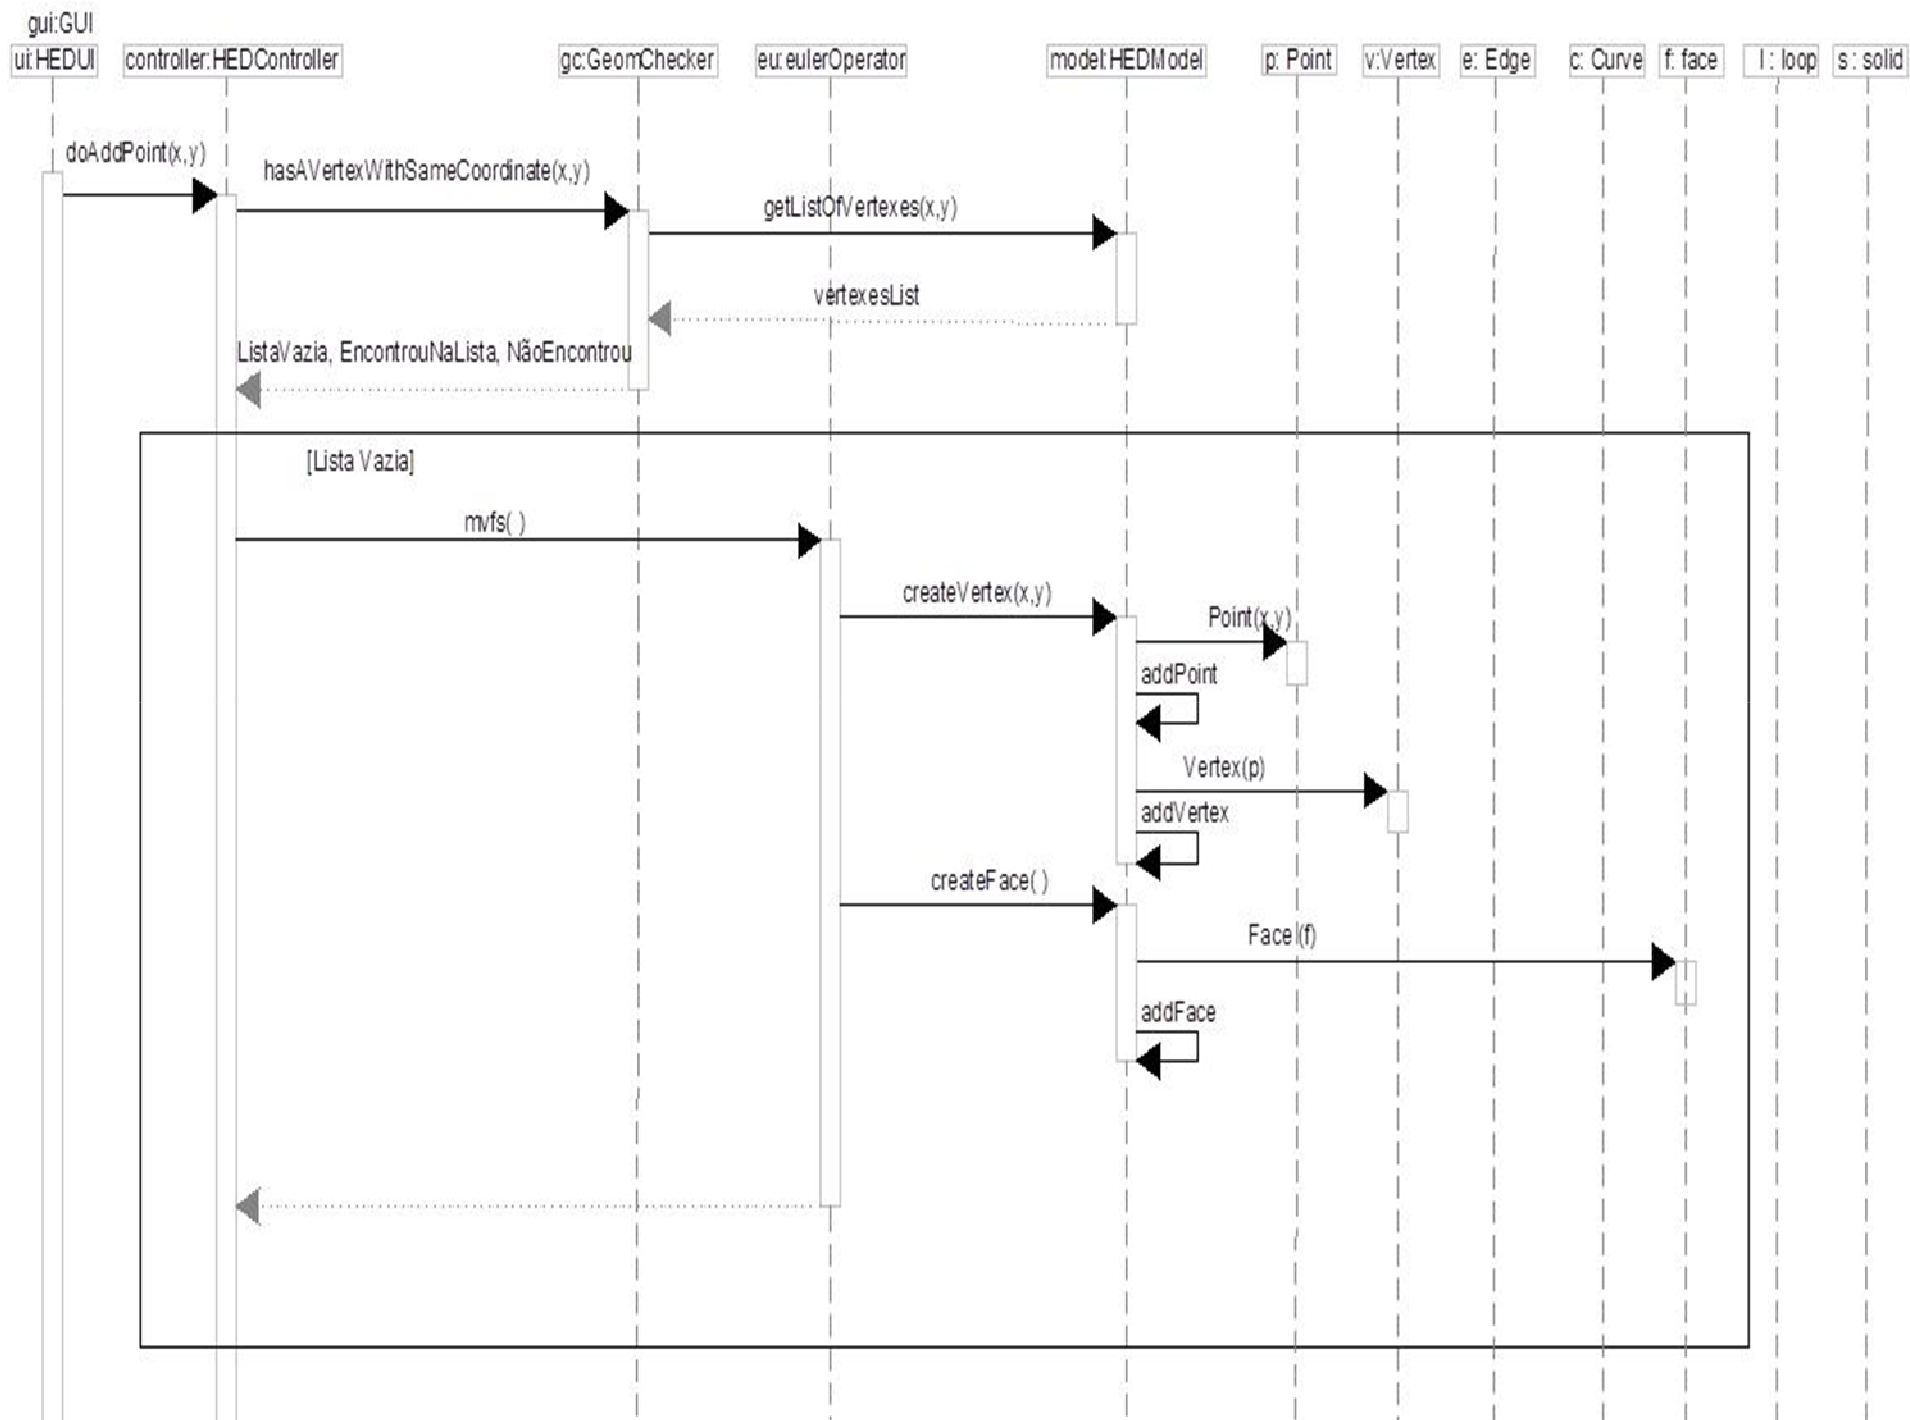 gui:GUI
ui:HEDUI controller:HEDController gc:GeomChecker eu:eulerOperator model:HEDModel p: Point v:Vertex e: Edge c: Curve f: face l : loop s : solid
doAddPoint(x,y)
hasAVertexWithSameCoordinate(x,y)
getListOfVertexes(x,y)
vertexesList
ListaVazia, EncontrouNaLista, NãoEncontrou
[Lista Vazia]
mvfs( )
createVertex(x,y)
Point(x,y)
addPoint
Vertex(p)
addVertex
createFace( )
Face (f)
addFace